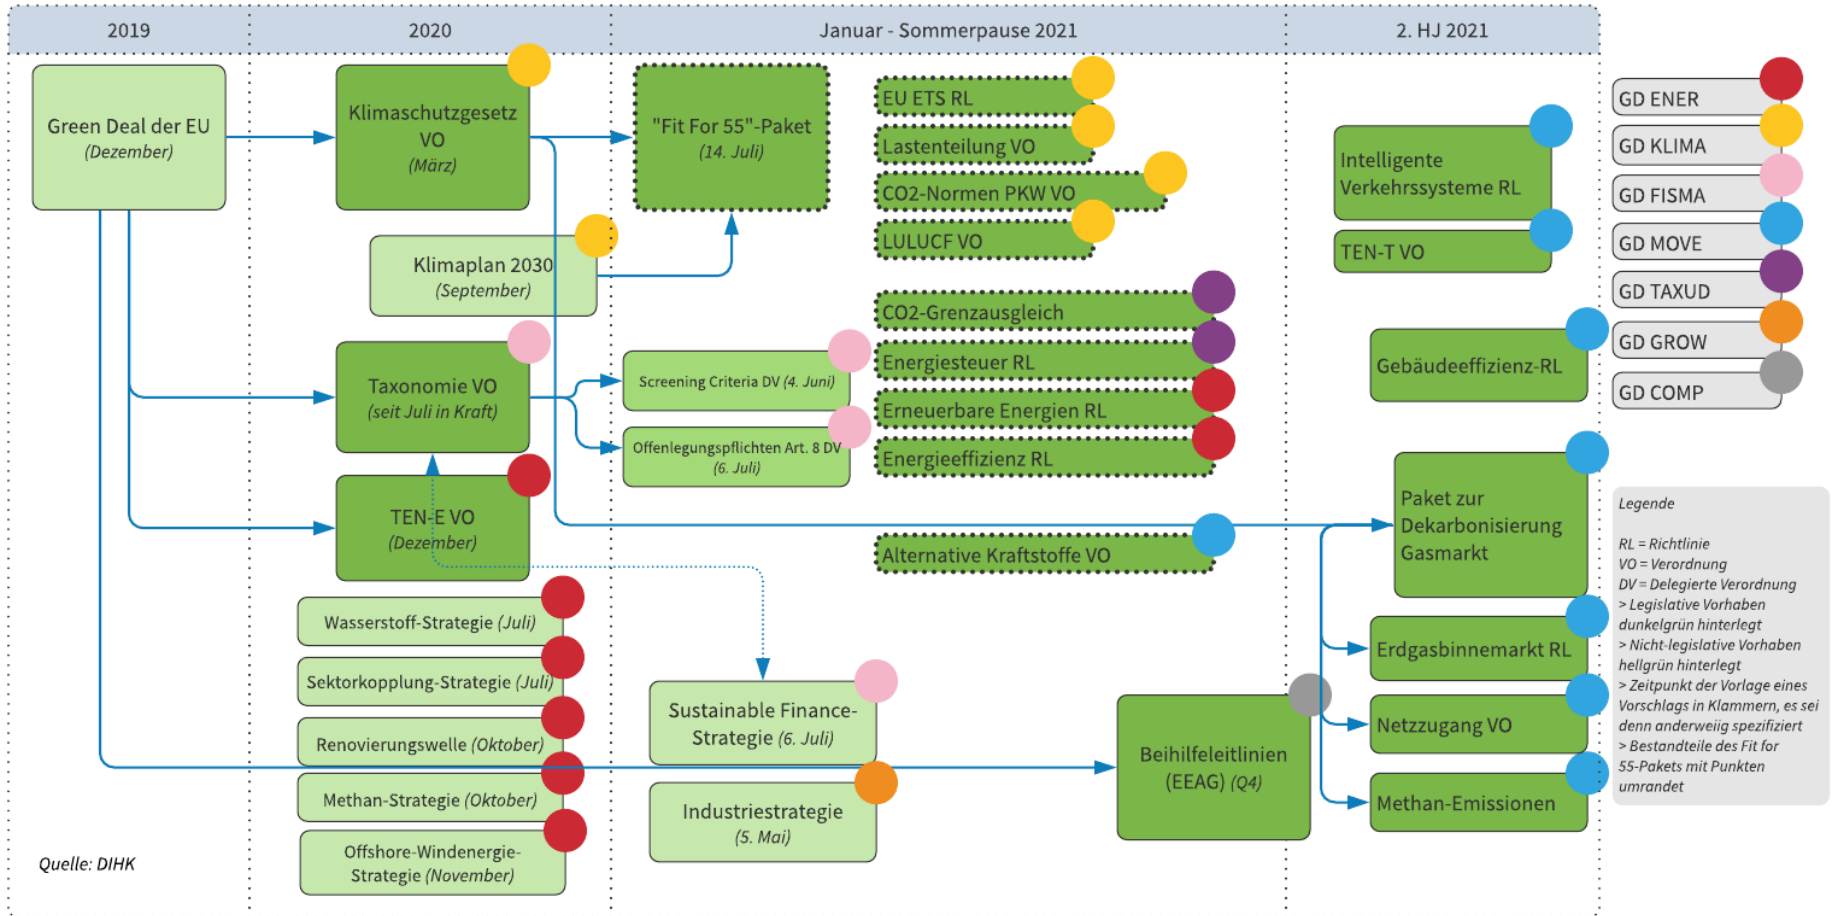 2019
2020
Januar - Sommerpause 2021
2. HJ 2021
Green Deal der EU
(Dezember)
Klimaschutzgesetz
VO
(März)
Klimaplan 2030
(September)
Taxonomie VO
(seit Juli in Kraft)
TEN-E VO
(Dezember)
Wasserstoff-Strategie (Juli)
Sektorkopplung-Strategie (Juli)
Renovierungswelle (Oktober)
Methan-Strategie (Oktober)
Offshore-Windenergie-
Strategie (November)
"Fit For 55"-Paket
(14. Juli)
Screening Criteria DV (4. Juni)
Offenlegungspflichten Art. 8 DV
(6. Juli)
Sustainable Finance-
Strategie (6. Juli)
Industriestrategie
(5. Mai)
EU ETS RL
Lastenteilung VO
CO2-Normen PKW VO
LULUCF VO
CO2-Grenzausgleich
Energiesteuer RL
Erneuerbare Energien RL
Energieeffizienz RL
Alternative Kraftstoffe VO
Beihilfeleitlinien
(EEAG) (Q4)
Intelligente
Verkehrssysteme RL
TEN-T VO
Gebäudeeffizienz-RL
Paket zur
Dekarbonisierung
Gasmarkt
Erdgasbinnemarkt RL
Netzzugang VO
Methan-Emissionen
GD ENER
GD KLIMA
GD FISMA
GD MOVE
GD TAXUD
GD GROW
GD COMP
Legende
RL = Richtlinie
VO = Verordnung
DV = Delegierte Verordnung
> Legislative Vorhaben
dunkelgrün hinterlegt
> Nicht-legislative Vorhaben
hellgrün hinterlegt
> Zeitpunkt der Vorlage eines
Vorschlags in Klammern, es sei
denn anderweiig spezifiziert
> Bestandteile des Fit for
55-Pakets mit Punkten
umrandet
Quelle: DIHK